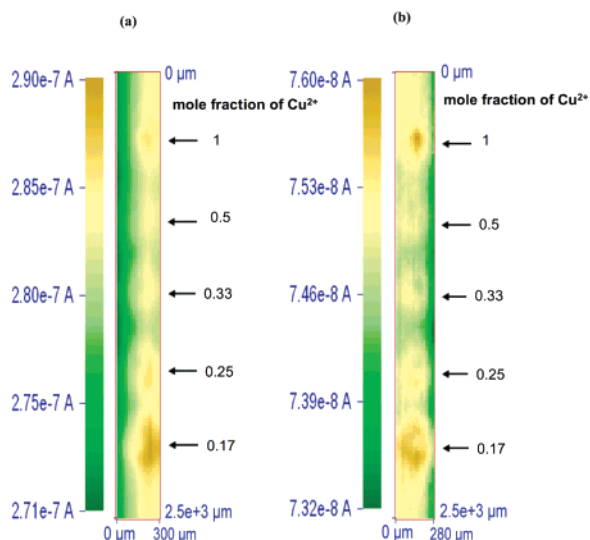 (a)
2.90e-7 A
2.85e-7 A
2.80e-7 A
2.75e-7 A
2.71e-7 A
0 µm
mole fraction of Cu²⁺
1
0.5
0.33
0.25
0.17
2.5e+3 µm
0 µm 300 µm
(b)
7.60e-8 A
7.53e-8 A
7.46e-8 A
7.39e-8 A
7.32e-8 A
0 µm
mole fraction of Cu²⁺
1
0.5
0.33
0.25
0.17
2.5e+3 µm
0 µm 280 µm